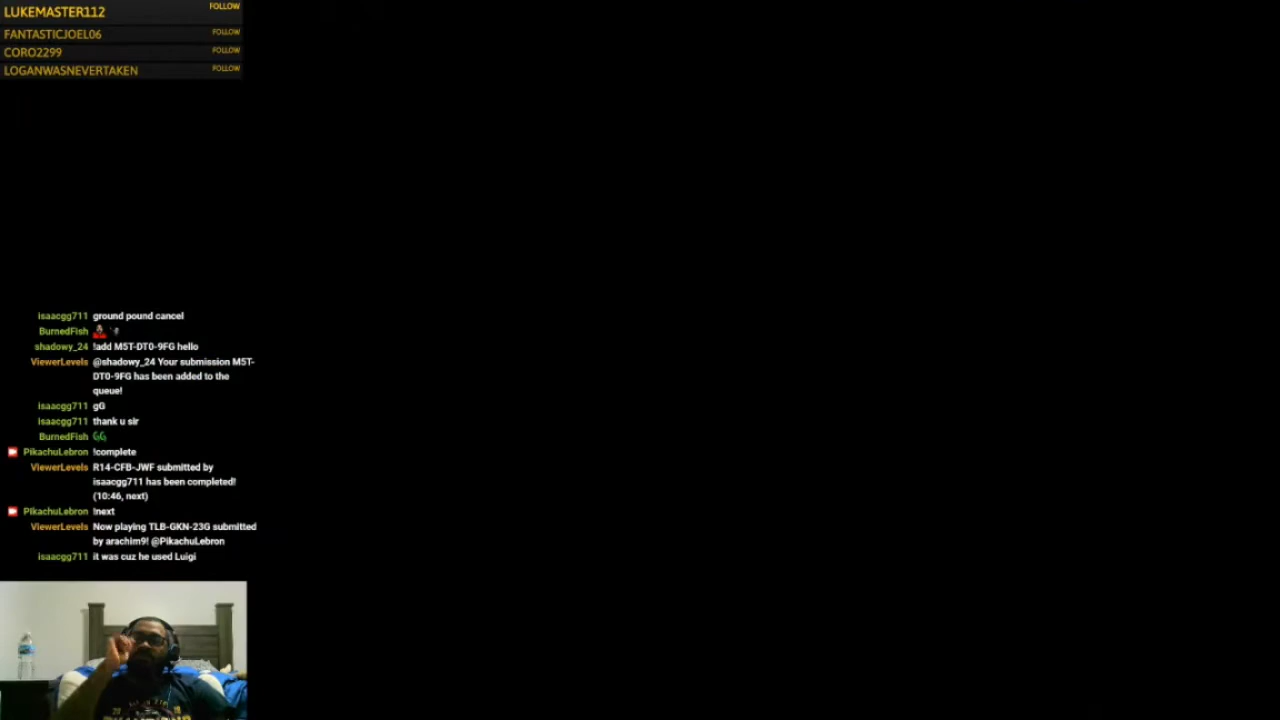 LUKEMASTER112 FOLLOW
FANTASTICJOEL06 FOLLOW
CORO2299 FOLLOW
LOGANWASNEVERTAKEN FOLLOW
isaacgg711 ground pound cancel
BurnedFish
shadowy_24 !add M5T-DT0-9FG hello
ViewerLevels @shadowy_24 Your submission M5T-
DT0-9FG has been added to the
queue!
isaacgg711 gG
isaacgg711 thank u sir
BurnedFish GG
PikachuLebron !complete
ViewerLevels R14-CFB-JWF submitted by
isaacgg711 has been completed!
(10:46, next)
PikachuLebron !next
ViewerLevels Now playing TLB-GKN-23G submitted
by arachim9! @PikachuLebron
isaacgg711 it was cuz he used Luigi